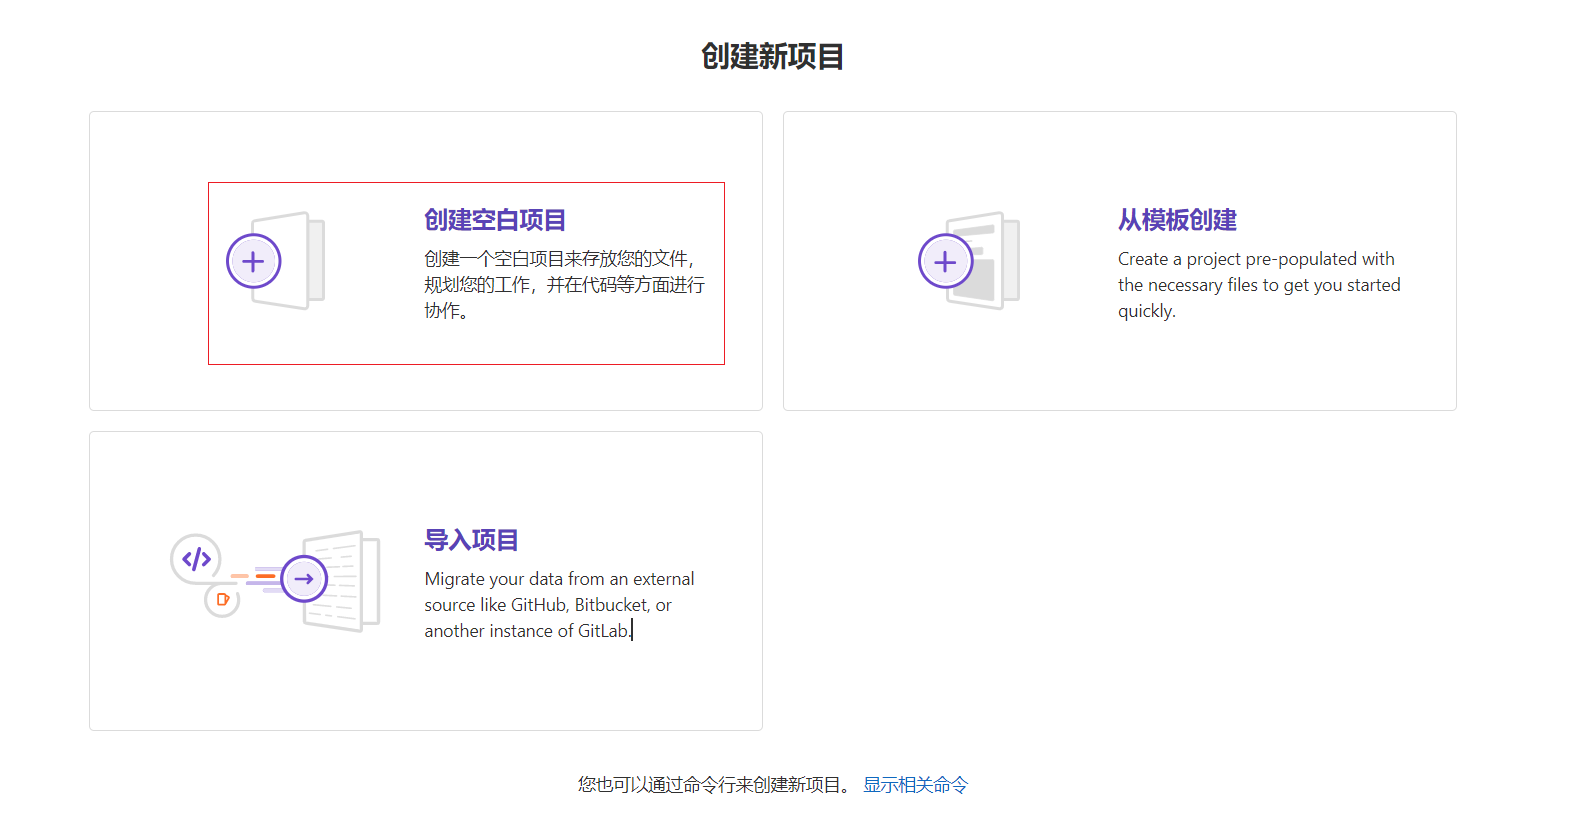 创建新项目
创建空白项目
创建一个空白项目来存放您的文件，
规划您的工作，并在代码等方面进行
协作。
从模板创建
Create a project pre-populated with
the necessary files to get you started
quickly.
导入项目
Migrate your data from an external
source like GitHub, Bitbucket, or
another instance of GitLab.
您也可以通过命令行来创建新项目。 显示相关命令